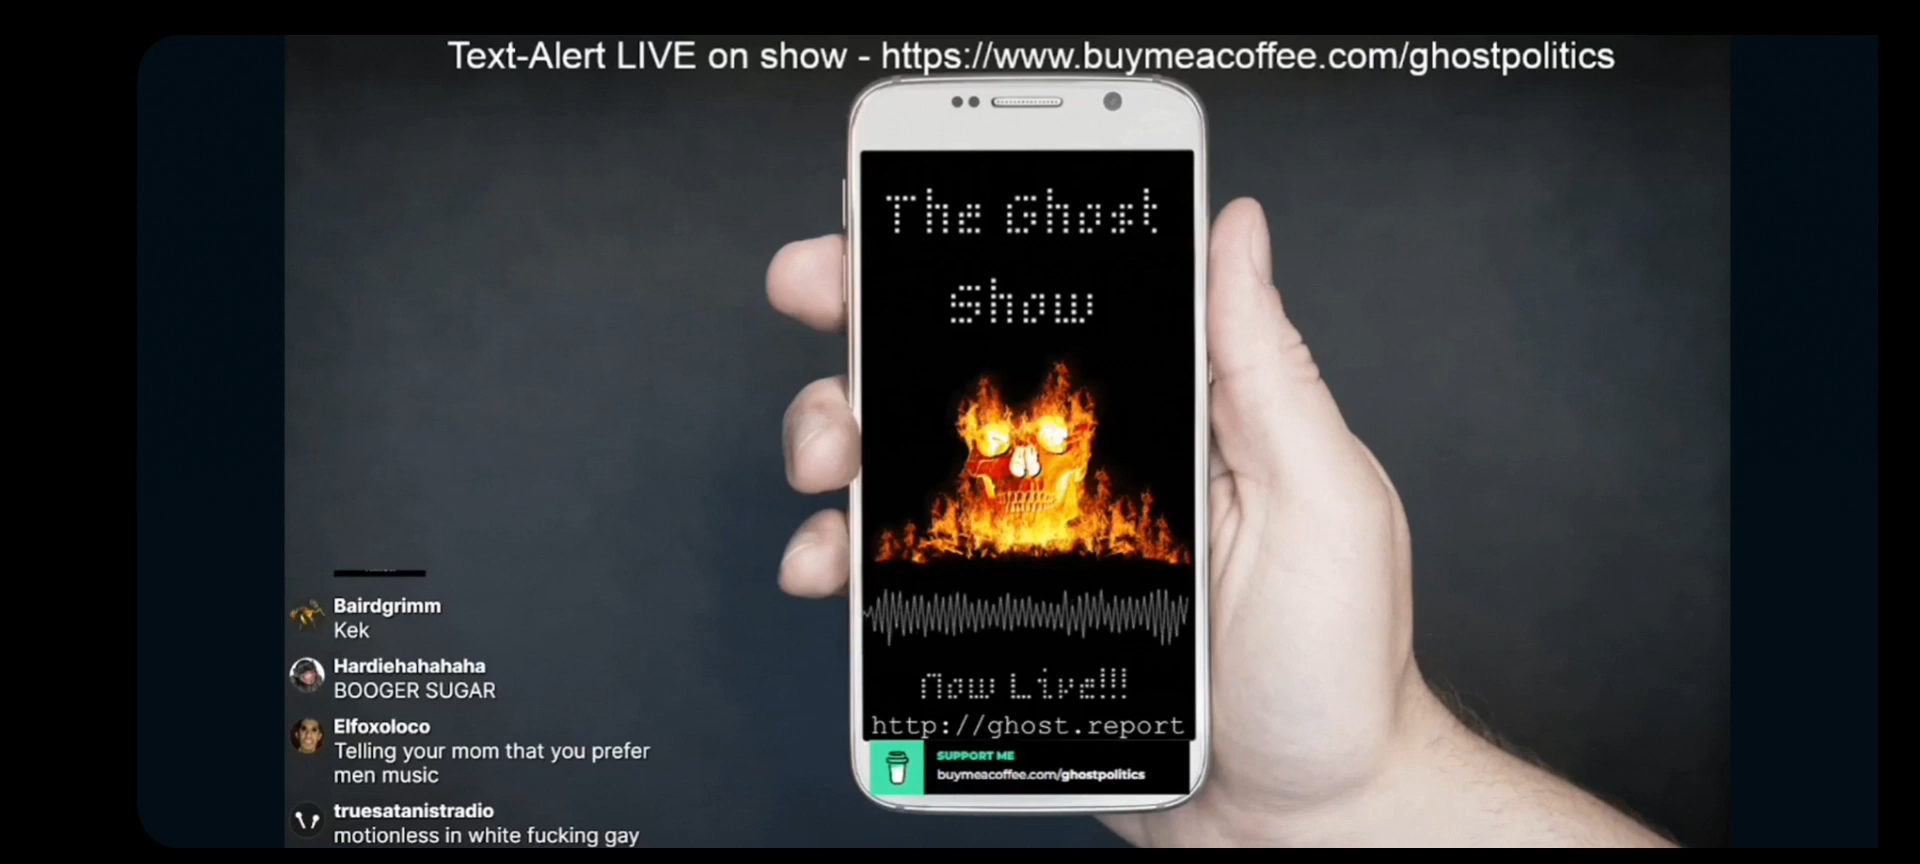 Text-Alert LIVE on show - https://www.buymeacoffee.com/ghostpolitics
The Ghost
Show
Now Live!!!
http://ghost.report
SUPPORT ME
buymeacoffee.com/ghostpolitics
Bairdgrimm
Kek
Hardiehahahaha
BOOGER SUGAR
Elfoxoloco
Telling your mom that you prefer
men music
truesatanistradio
motionless in white fucking gay